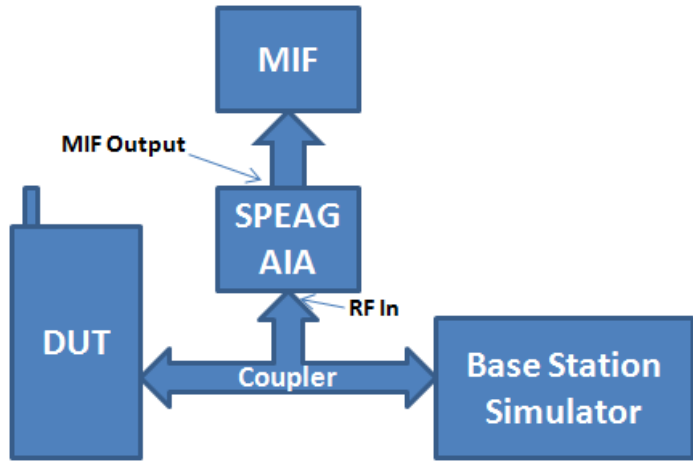 MIF
MIF Output
SPEAG
AIA
RF In
DUT
Coupler
Base Station
Simulator